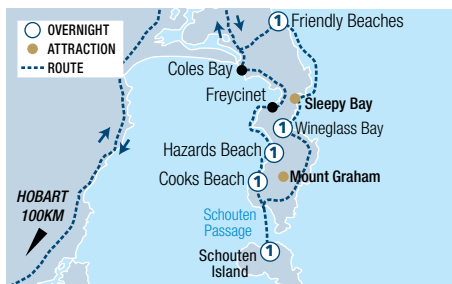 1 OVERNIGHT
ATTRACTION
ROUTE
1 Friendly Beaches
Coles Bay
Freycinet
Sleepy Bay
1 Wineglass Bay
Hazards Beach 1
Cooks Beach 1
Mount Graham
HOBART
100KM
Schouten
Passage
Schouten 1
Island